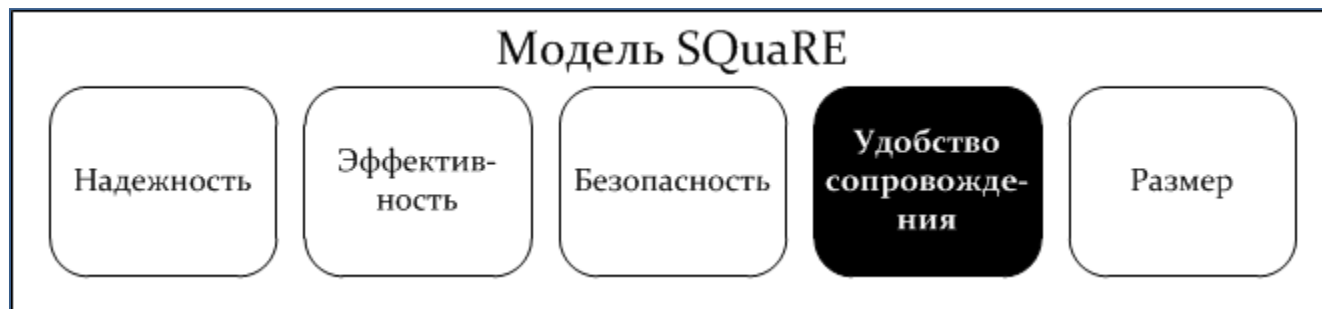 Модель SQuaRE
Надежность
Эффектив-
ность
Безопасность
Удобство
сопровожде-
ния
Размер